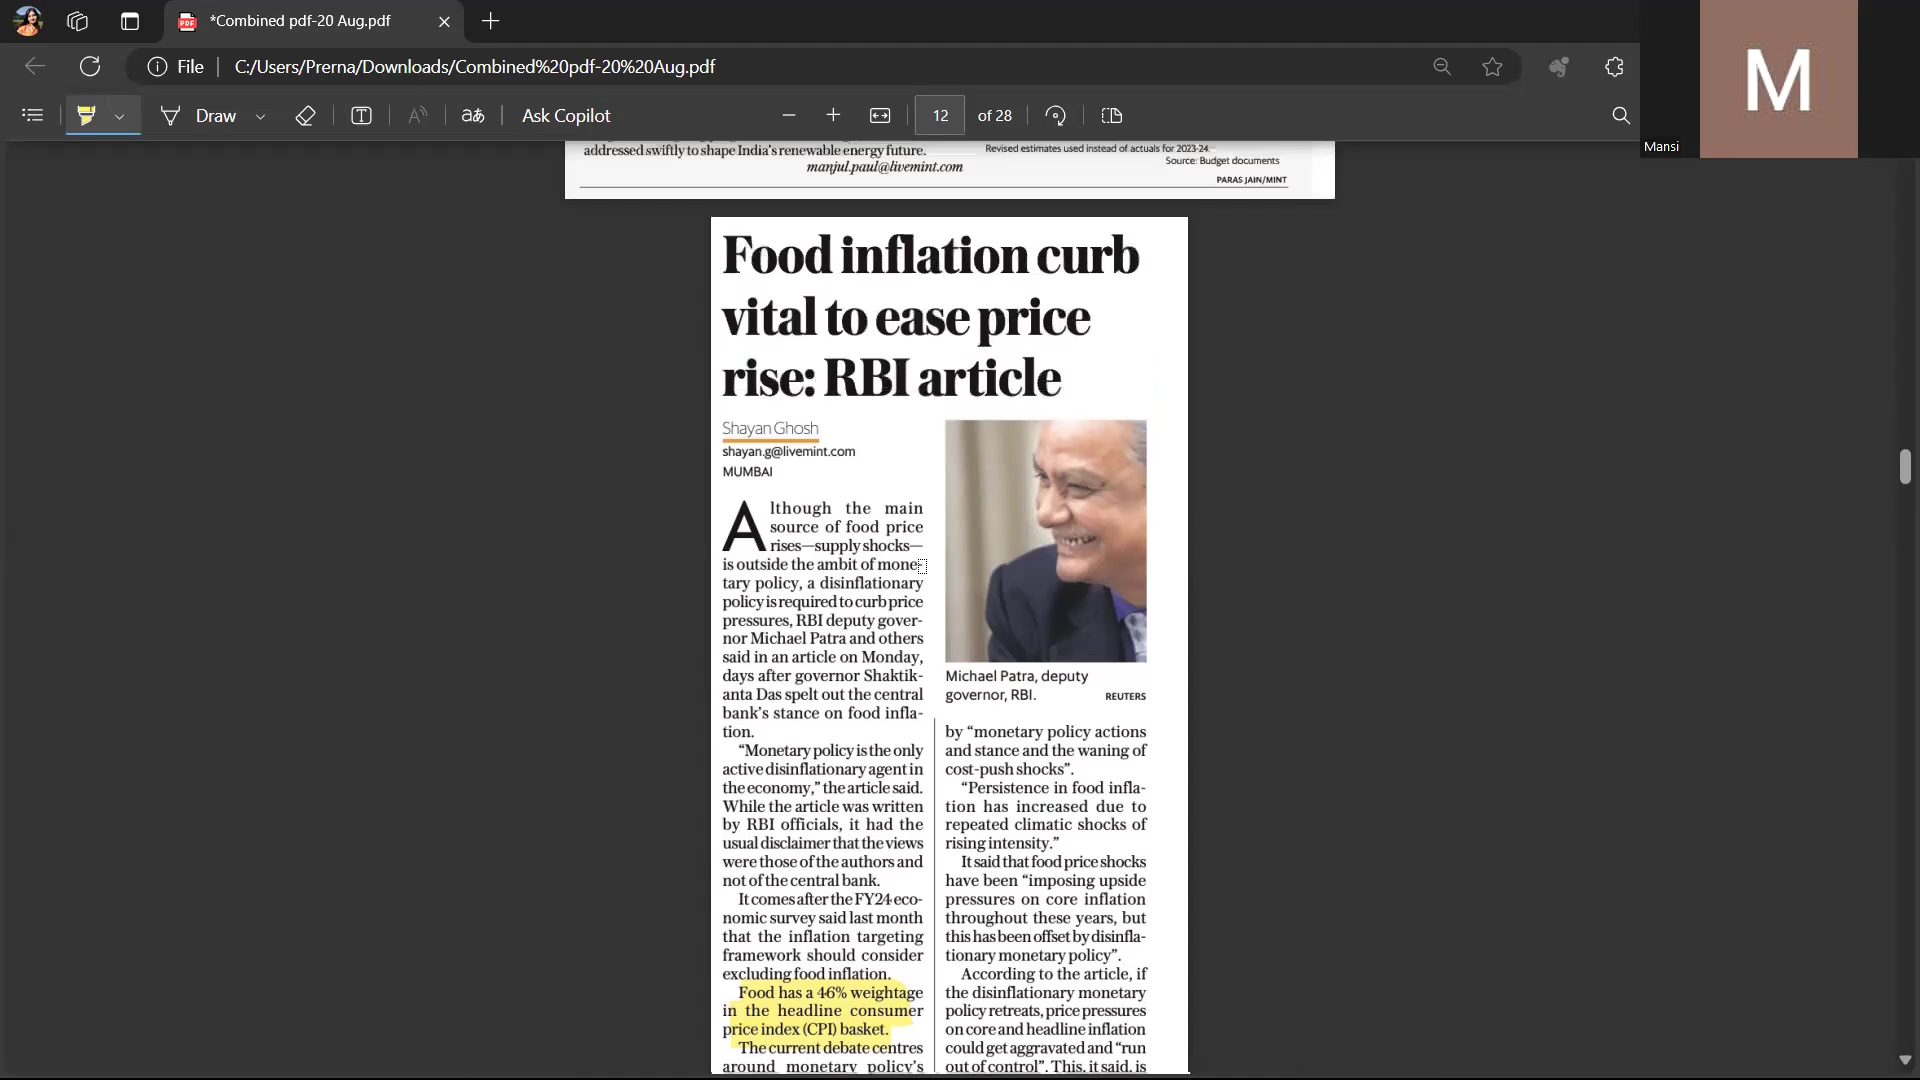 *Combined pdf-20 Aug.pdf
File
C:/Users/Prerna/Downloads/Combined%20pdf-20%20Aug.pdf
Draw
aあ
Ask Copilot
12
of 28
M
Mansi
addressed swiftly to shape India's renewable energy future.
manjul.paul@livemint.com
Revised estimates used instead of actuals for 2023-24.
Source: Budget documents
PARAS JAIN/MINT
Food inflation curb
vital to ease price
rise: RBI article
Shayan Ghosh
shayan.g@livemint.com
MUMBAI
Although the main
source of food price
rises—supply shocks—
is outside the ambit of mone-
tary policy, a disinflationary
policy is required to curb price
pressures, RBI deputy gover-
nor Michael Patra and others
said in an article on Monday,
days after governor Shaktik-
anta Das spelt out the central
bank's stance on food infla-
tion.
“Monetary policy is the only
active disinflationary agent in
the economy,” the article said.
While the article was written
by RBI officials, it had the
usual disclaimer that the views
were those of the authors and
not of the central bank.
It comes after the FY24 eco-
nomic survey said last month
that the inflation targeting
framework should consider
excluding food inflation.
Food has a 46% weightage
in the headline consumer
price index (CPI) basket.
The current debate centres
around monetary policy's
Michael Patra, deputy
governor, RBI.
REUTERS
by “monetary policy actions
and stance and the waning of
cost-push shocks”.
“Persistence in food infla-
tion has increased due to
repeated climatic shocks of
rising intensity.”
It said that food price shocks
have been “imposing upside
pressures on core inflation
throughout these years, but
this has been offset by disinfla-
tionary monetary policy”.
According to the article, if
the disinflationary monetary
policy retreats, price pressures
on core and headline inflation
could get aggravated and “run
out of control”. This, it said, is